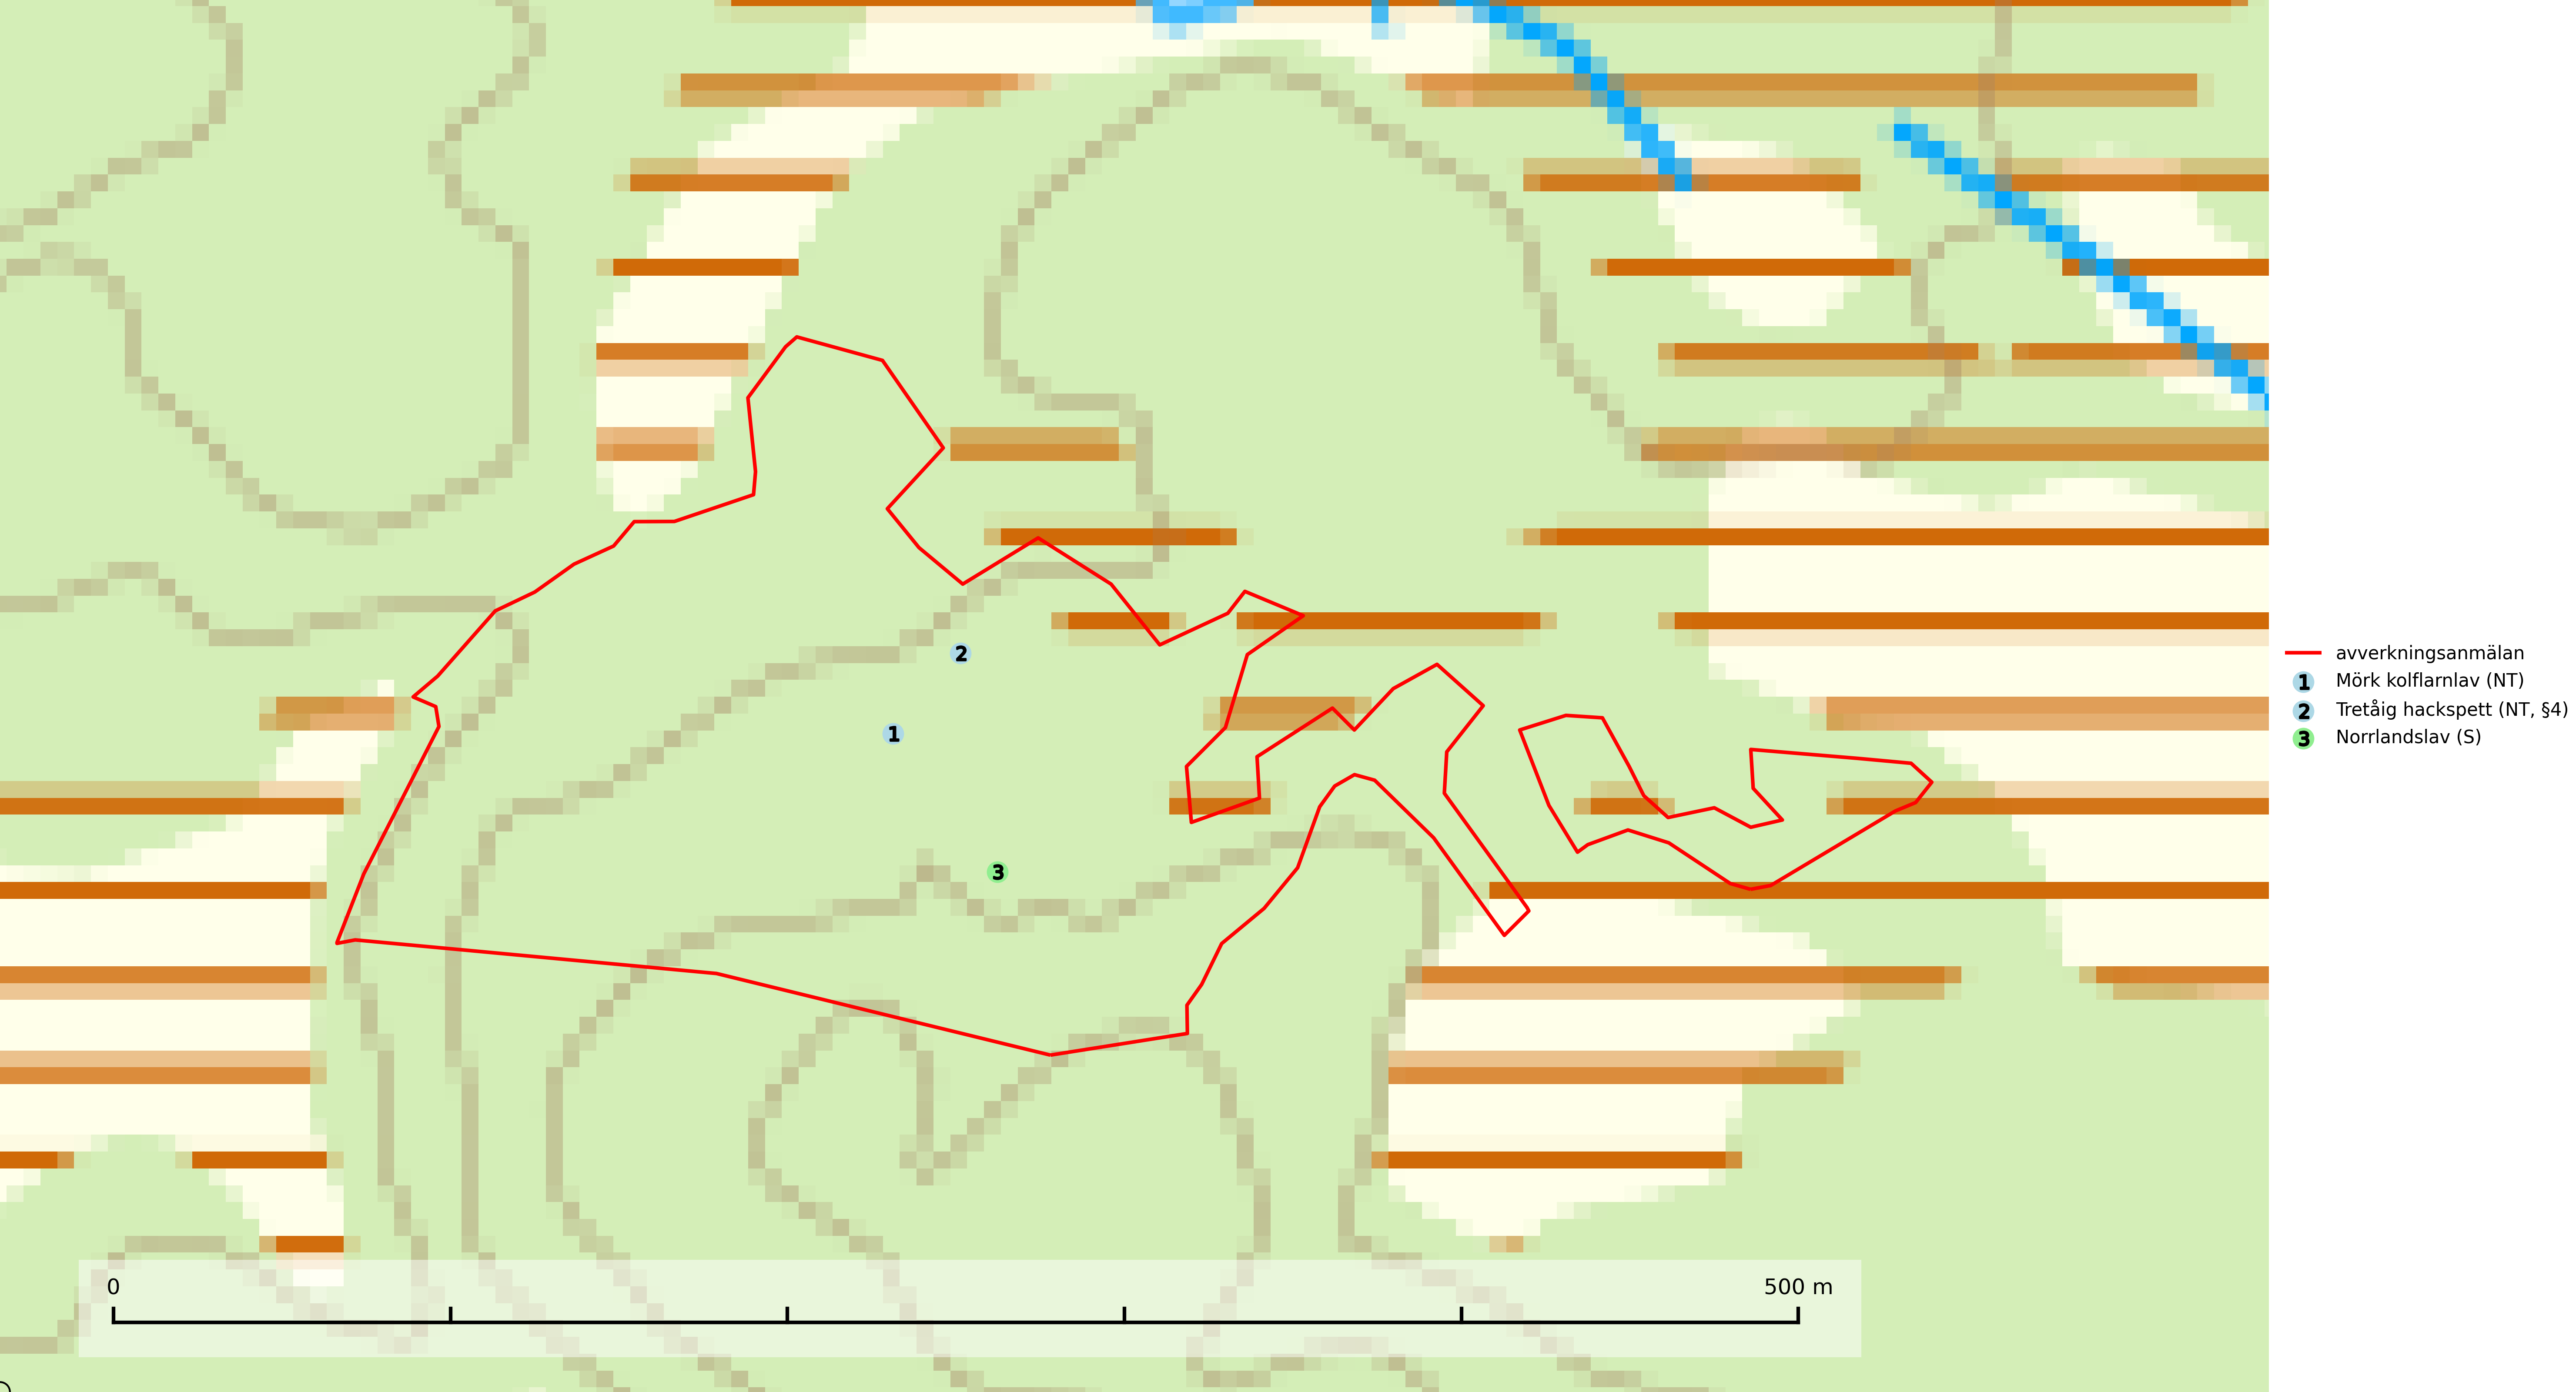 2
1
3
avverkningsanmälan
1 Mörk kolflarnlav (NT)
2 Tretåig hackspett (NT, §4)
3 Norrlandslav (S)
0 500 m